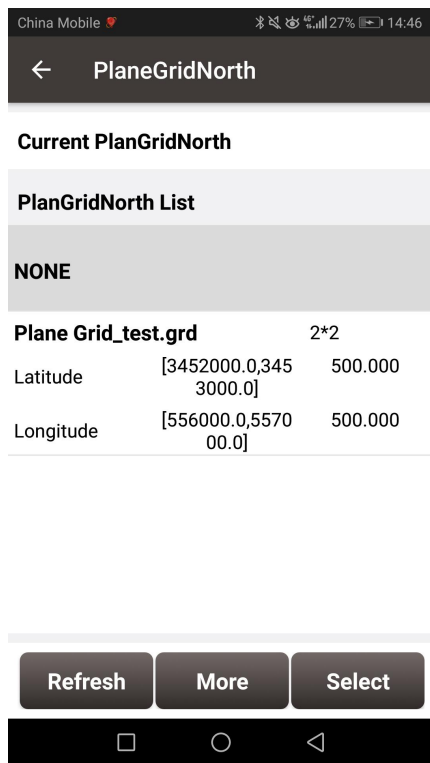 China Mobile 27% 14:46
PlaneGridNorth
Current PlanGridNorth
PlanGridNorth List
NONE
Plane Grid_test.grd 2*2
Latitude [3452000.0,345 500.000
3000.0]
Longitude [556000.0,5570 500.000
00.0]
Refresh More Select